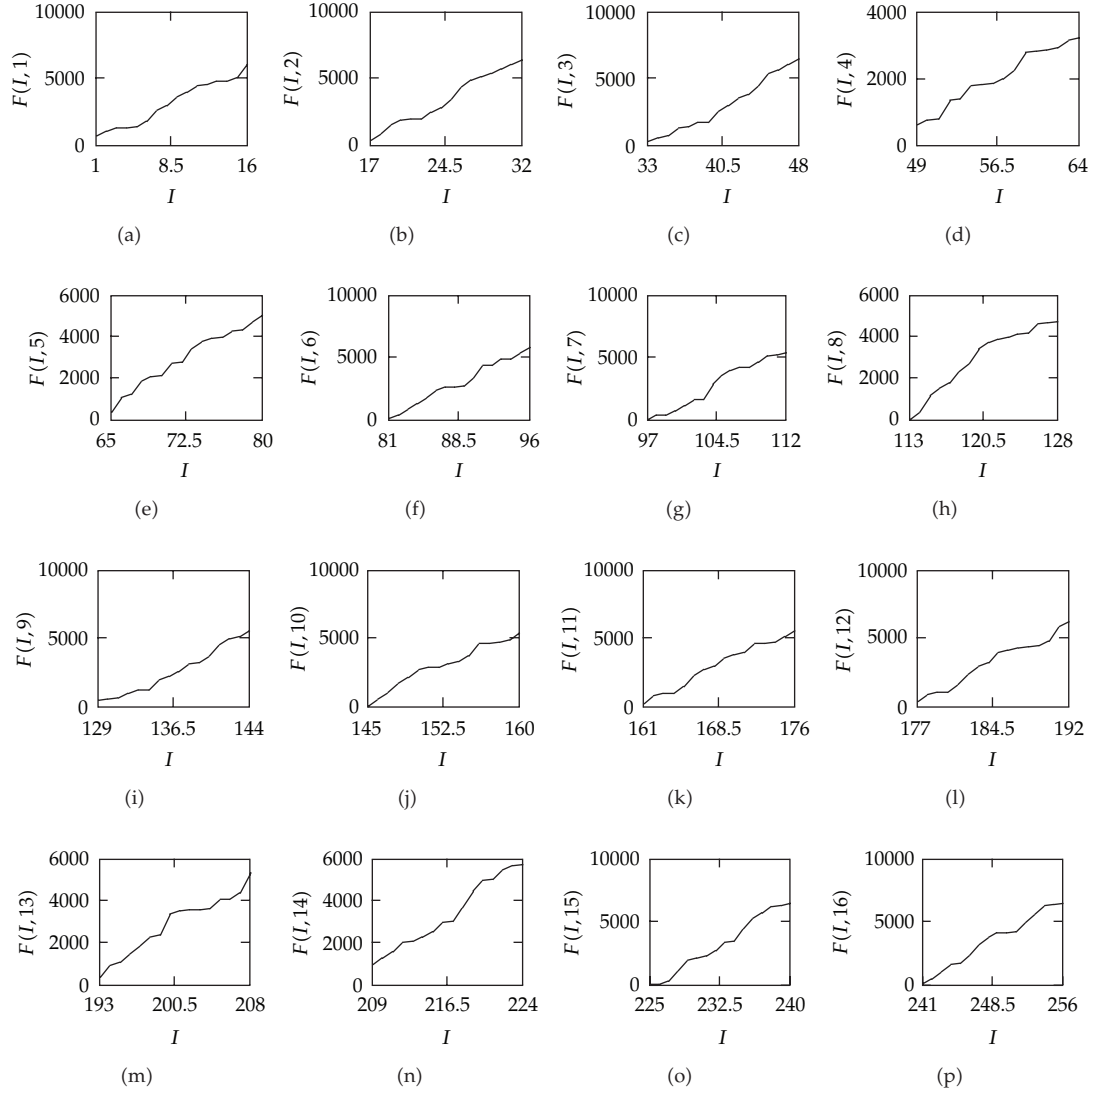 10000
5000
0
F(I, 1)
1 8.5 16
I
(a)
10000
5000
0
F(I, 2)
17 24.5 32
I
(b)
10000
5000
0
F(I, 3)
33 40.5 48
I
(c)
4000
2000
0
F(I, 4)
49 56.5 64
I
(d)
6000
4000
2000
0
F(I, 5)
65 72.5 80
I
(e)
10000
5000
0
F(I, 6)
81 88.5 96
I
(f)
10000
5000
0
F(I, 7)
97 104.5 112
I
(g)
6000
4000
2000
0
F(I, 8)
113 120.5 128
I
(h)
10000
5000
0
F(I, 9)
129 136.5 144
I
(i)
10000
5000
0
F(I, 10)
145 152.5 160
I
(j)
10000
5000
0
F(I, 11)
161 168.5 176
I
(k)
10000
5000
0
F(I, 12)
177 184.5 192
I
(l)
6000
4000
2000
0
F(I, 13)
193 200.5 208
I
(m)
6000
4000
2000
0
F(I, 14)
209 216.5 224
I
(n)
10000
5000
0
F(I, 15)
225 232.5 240
I
(o)
10000
5000
0
F(I, 16)
241 248.5 256
I
(p)